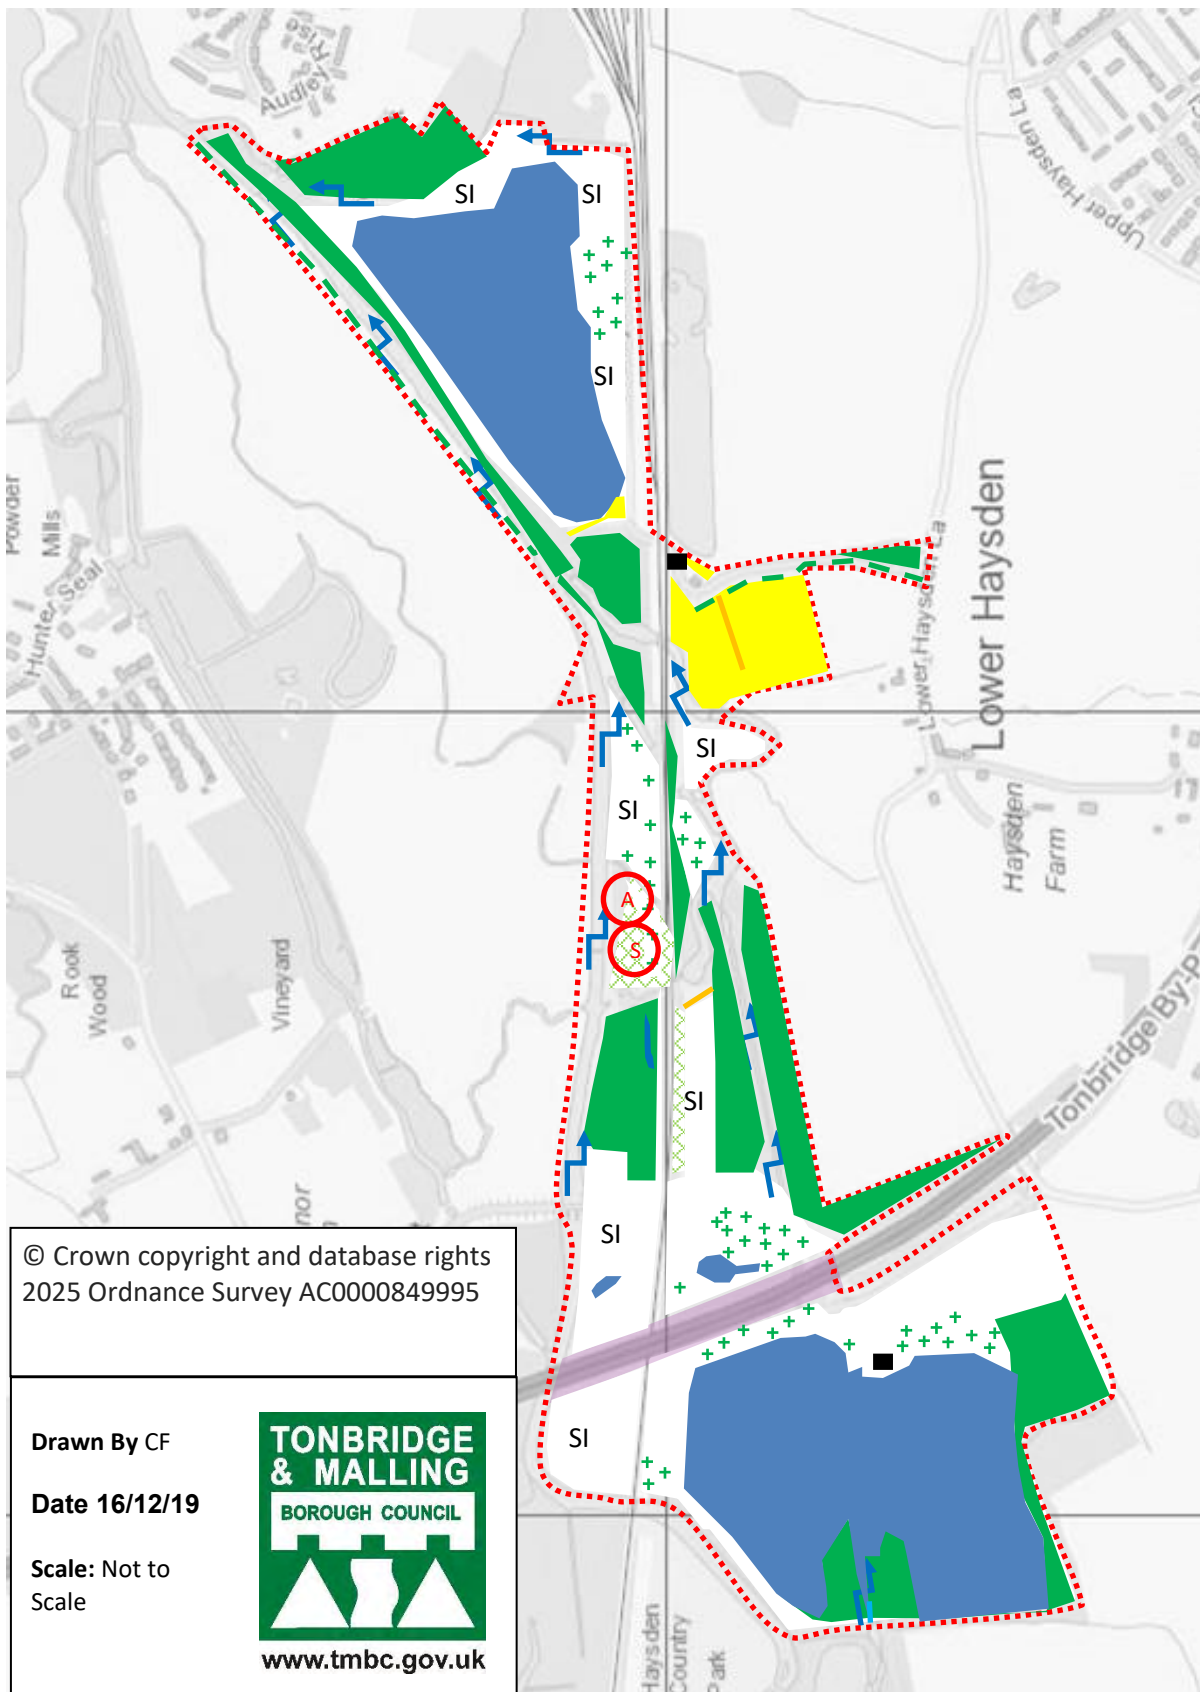 Audley Rise
Upper Haysden La
SI
SI
SI
Powder
Mills
Hunter Seal
Lower Haysden La
Lower Haysden
SI
SI
Haysden
Farm
A
S
Rook
Wood
Vineyard
SI
Tonbridge By-P
SI
SI
Haysden
Country
Park
© Crown copyright and database rights
2025 Ordnance Survey AC0000849995
Drawn By CF
Date 16/12/19
Scale: Not to
Scale
TONBRIDGE
& MALLING
BOROUGH COUNCIL
www.tmbc.gov.uk